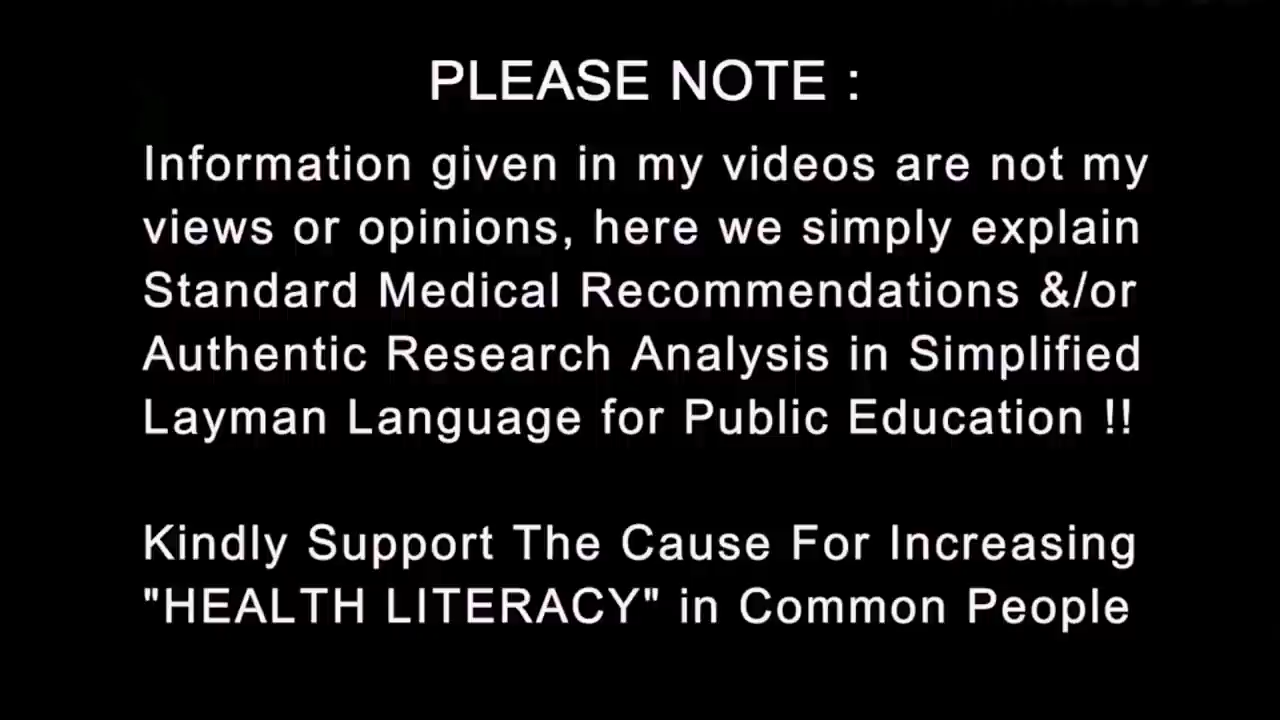 PLEASE NOTE :
Information given in my videos are not my
views or opinions, here we simply explain
Standard Medical Recommendations &/or
Authentic Research Analysis in Simplified
Layman Language for Public Education !!
Kindly Support The Cause For Increasing
"HEALTH LITERACY" in Common People